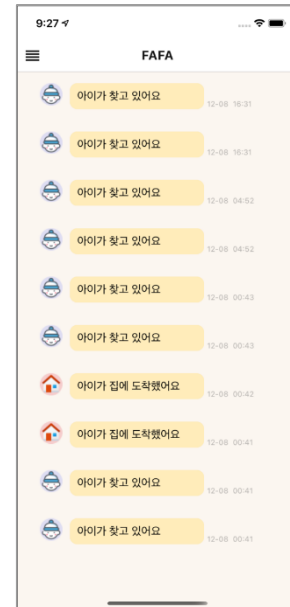 9:27
FAFA
아이가 찾고 있어요
12-08 16:31
아이가 찾고 있어요
12-08 16:31
아이가 찾고 있어요
12-08 04:52
아이가 찾고 있어요
12-08 04:52
아이가 찾고 있어요
12-08 00:43
아이가 찾고 있어요
12-08 00:43
아이가 집에 도착했어요
12-08 00:42
아이가 집에 도착했어요
12-08 00:41
아이가 찾고 있어요
12-08 00:41
아이가 찾고 있어요
12-08 00:41